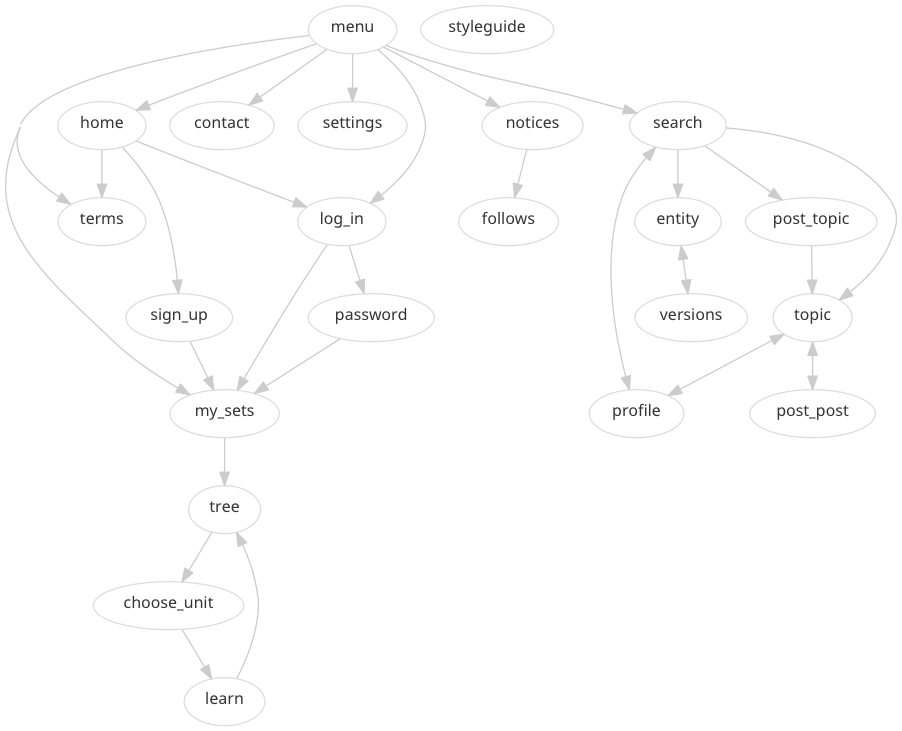 menu
styleguide
home
contact
settings
notices
search
terms
log_in
follows
entity
post_topic
sign_up
password
versions
topic
my_sets
profile
post_post
tree
choose_unit
learn